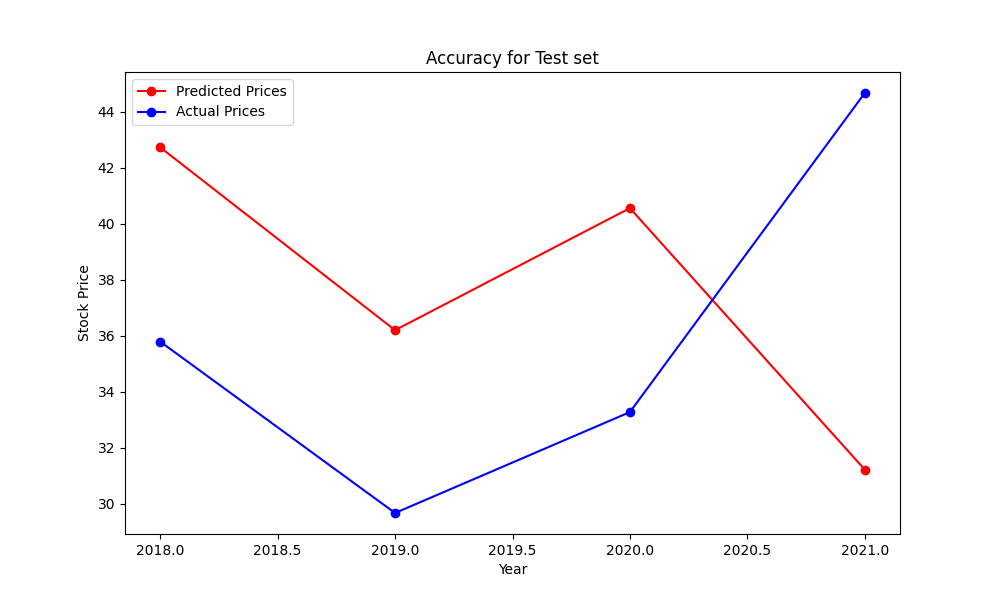 Accuracy for Test set
Predicted Prices
Actual Prices
44
42
40
38
36
34
32
30
Stock Price
2018.0 2018.5 2019.0 2019.5 2020.0 2020.5 2021.0
Year